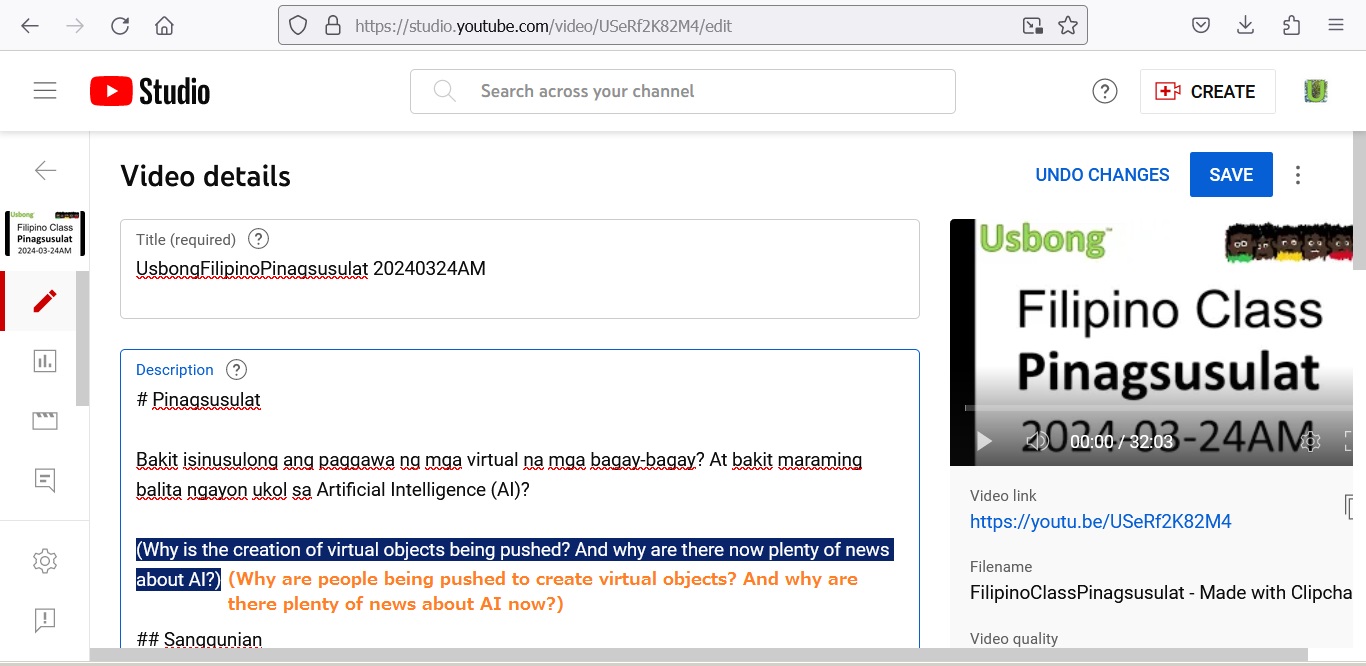 https://studio.youtube.com/video/USeRf2K82M4/edit
Studio
Search across your channel
CREATE
Usbong
Filipino Class
Pinagsusulat
2024-03-24AM
Video details
UNDO CHANGES
SAVE
Title (required)
UsbongFilipinoPinagsusulat 20240324AM
Description
# Pinagsusulat
Bakit isinusulong ang paggawa ng mga virtual na mga bagay-bagay? At bakit maraming
balita ngayon ukol sa Artificial Intelligence (AI)?
(Why is the creation of virtual objects being pushed? And why are there now plenty of news
about AI?)
(Why are people being pushed to create virtual objects? And why are
there plenty of news about AI now?)
## Sanggunian
Usbong™
Filipino Class
Pinagsusulat
2024-03-24AM
00:00 / 32:03
Video link
https://youtu.be/USeRf2K82M4
Filename
FilipinoClassPinagsusulat - Made with Clipcha
Video quality